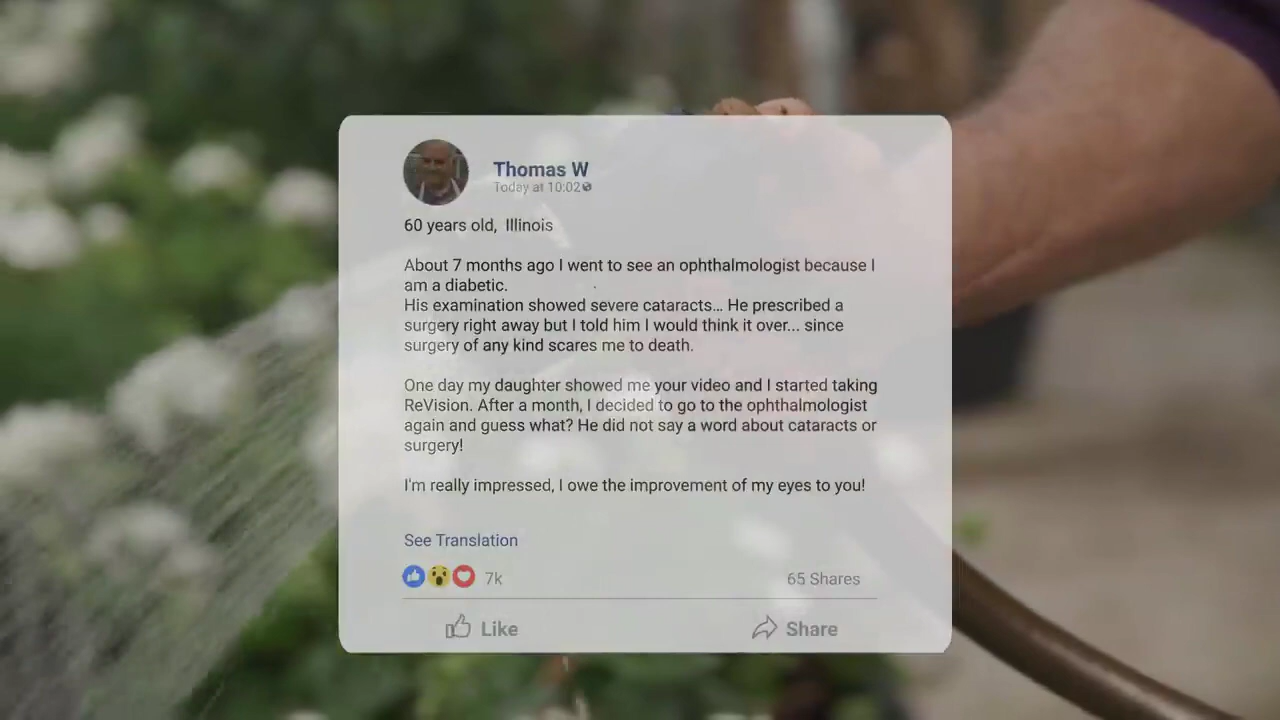 Thomas W
Today at 10:02
60 years old, Illinois
About 7 months ago I went to see an ophthalmologist because I
am a diabetic.
His examination showed severe cataracts... He prescribed a
surgery right away but I told him I would think it over... since
surgery of any kind scares me to death.
One day my daughter showed me your video and I started taking
ReVision. After a month, I decided to go to the ophthalmologist
again and guess what? He did not say a word about cataracts or
surgery!
I'm really impressed, I owe the improvement of my eyes to you!
See Translation
7k
65 Shares
Like
Share